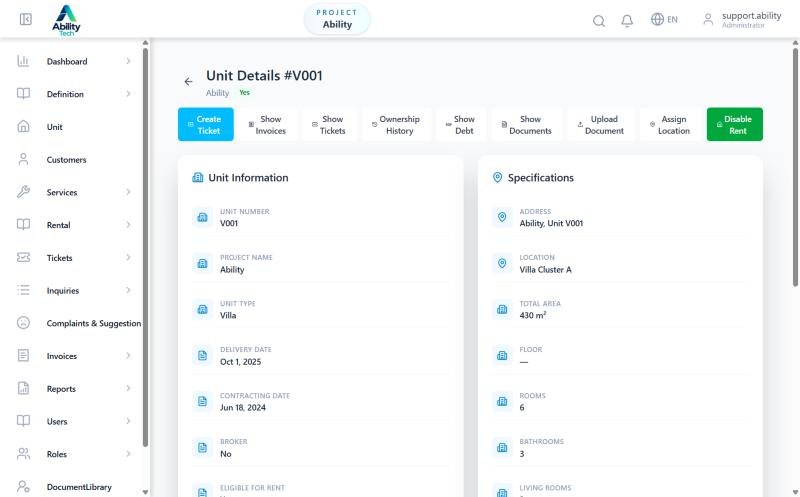 Ability
Tech
PROJECT
Ability
EN
support.ability
Administrator
Dashboard
Definition
Unit
Customers
Services
Rental
Tickets
Inquiries
Complaints & Suggestion
Invoices
Reports
Users
Roles
DocumentLibrary
Unit Details #V001
Ability Yes
Create
Ticket
Show
Invoices
Show
Tickets
Ownership
History
Show
Debt
Show
Documents
Upload
Document
Assign
Location
Disable
Rent
Unit Information
UNIT NUMBER
V001
PROJECT NAME
Ability
UNIT TYPE
Villa
DELIVERY DATE
Oct 1, 2025
CONTRACTING DATE
Jun 18, 2024
BROKER
No
ELIGIBLE FOR RENT
Specifications
ADDRESS
Ability, Unit V001
LOCATION
Villa Cluster A
TOTAL AREA
430 m²
FLOOR
—
ROOMS
6
BATHROOMS
3
LIVING ROOMS